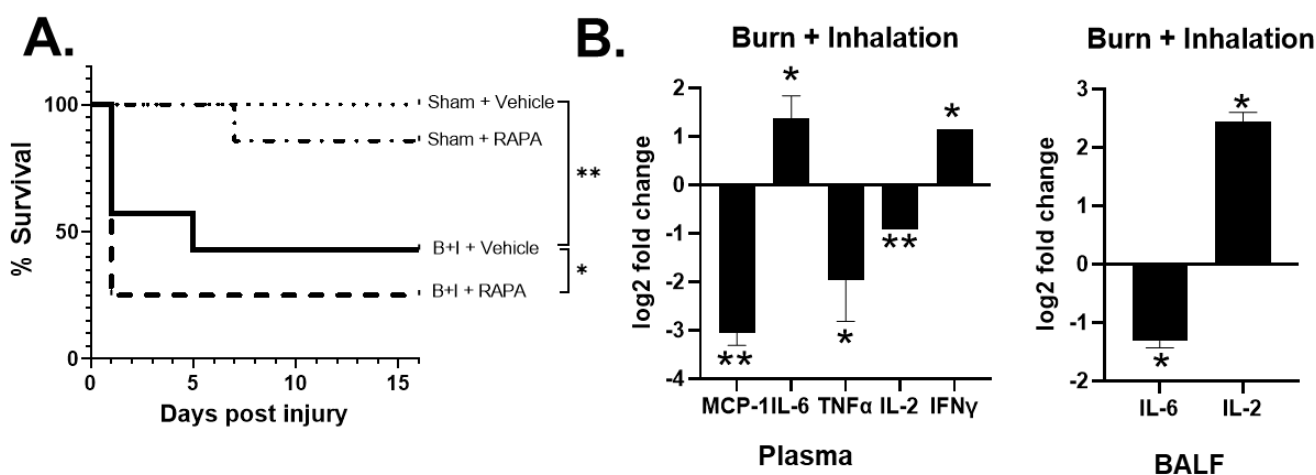 A.
% Survival
100
50
0
0 5 10 15
Days post injury
Sham + Vehicle
Sham + RAPA
B+I + Vehicle
B+I + RAPA
**
*
B.
Burn + Inhalation
log2 fold change
2
1
0
-1
-2
-3
-4
*
*
**
*
**
MCP-1 IL-6 TNFα IL-2 IFNγ
Plasma
Burn + Inhalation
log2 fold change
3
2
1
0
-1
-2
*
*
IL-6 IL-2
BALF